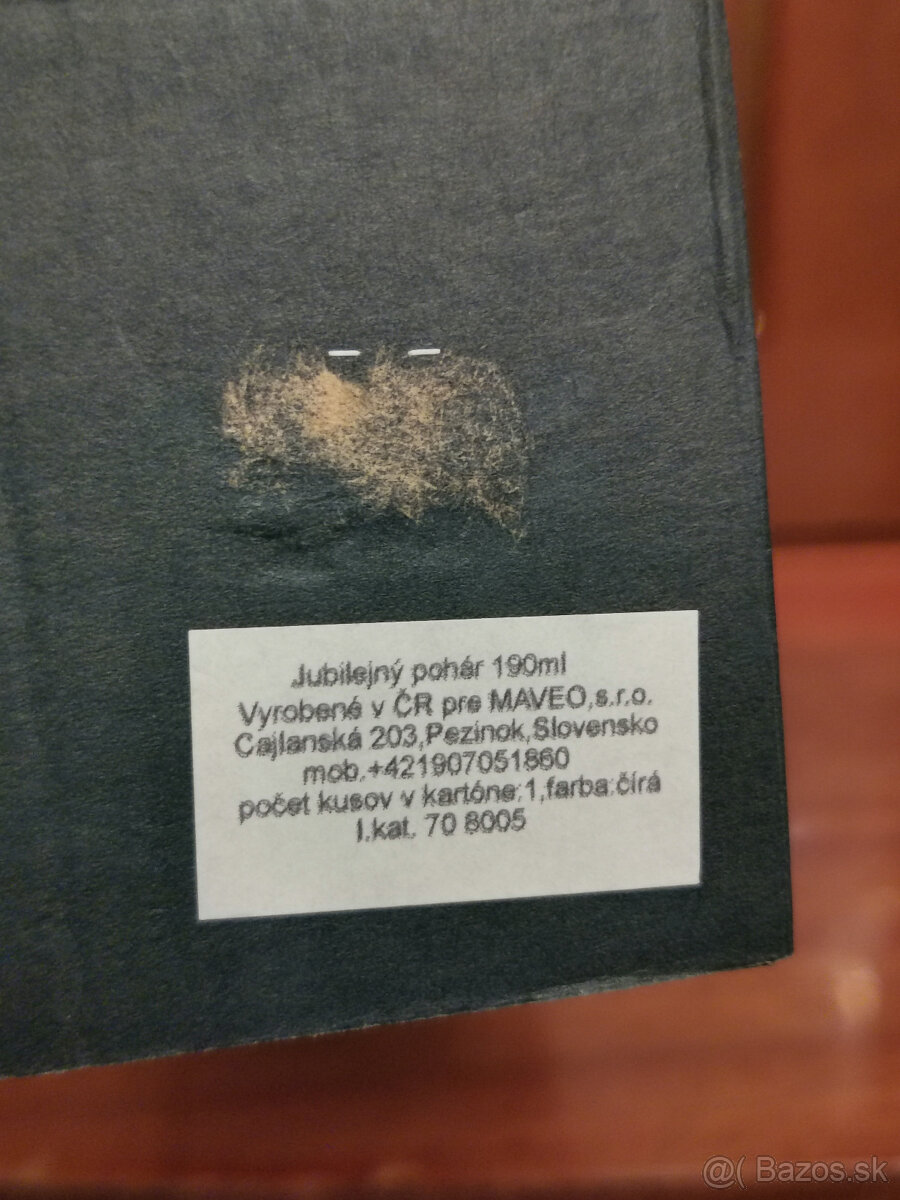 Jubilejný pohár 190ml
Vyrobené v ČR pre MAVEO,s.r.o.
Cajlanská 203,Pezinok,Slovensko
mob.+421907051860
počet kusov v kartóne:1,farba:čírá
I.kat. 70 8005
@( Bazos.sk